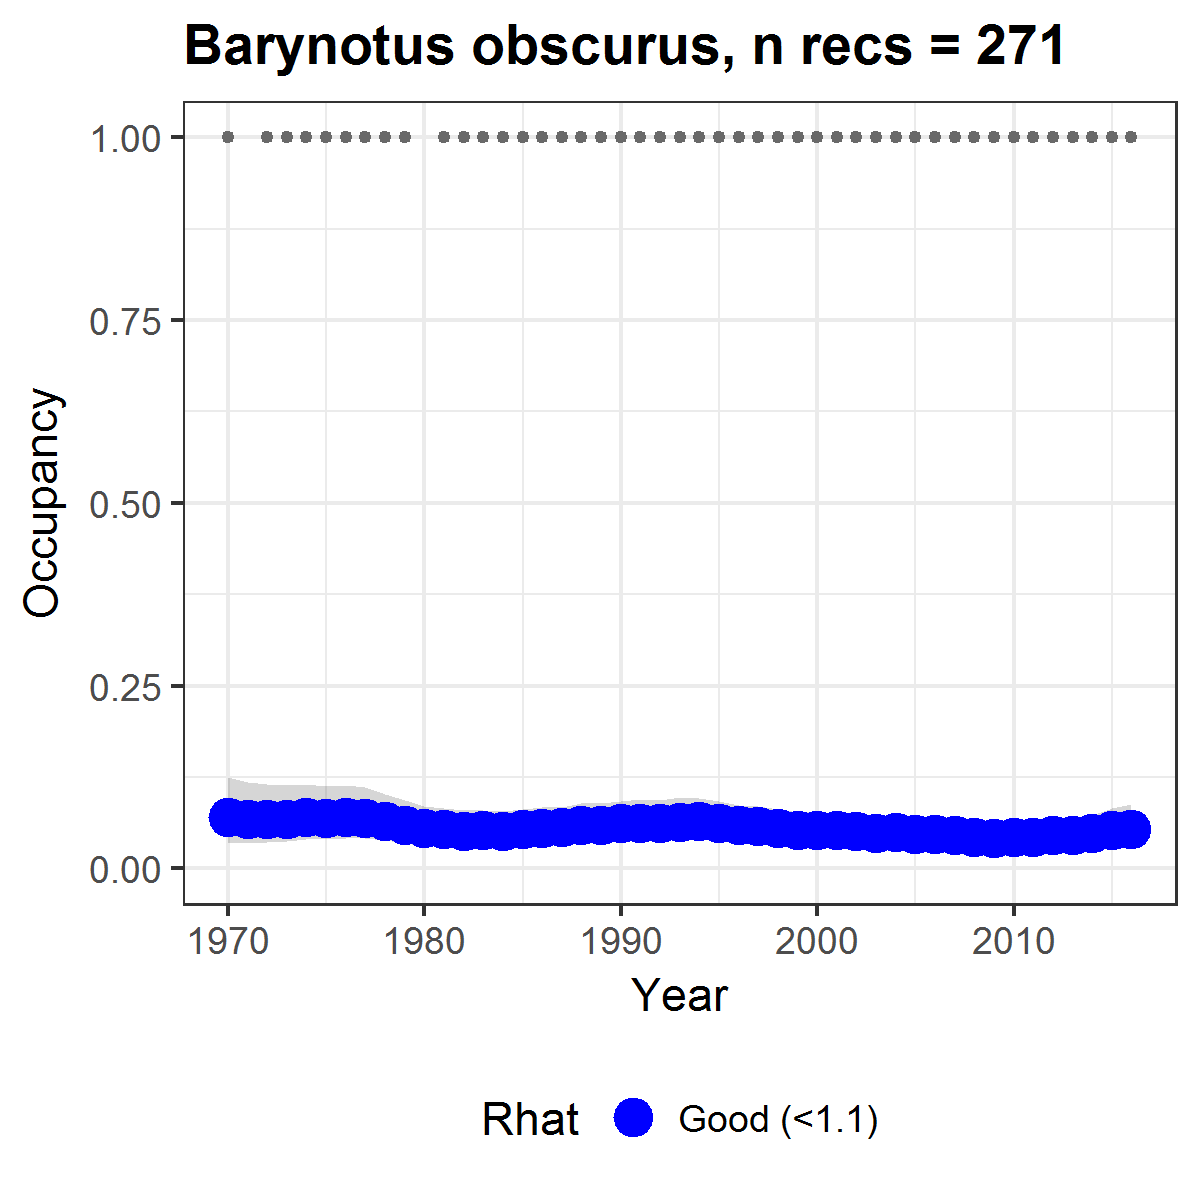 Barynotus obscurus, n recs = 271
1.00
0.75
0.50
0.25
0.00
Occupancy
1970 1980 1990 2000 2010
Year
Rhat Good (<1.1)